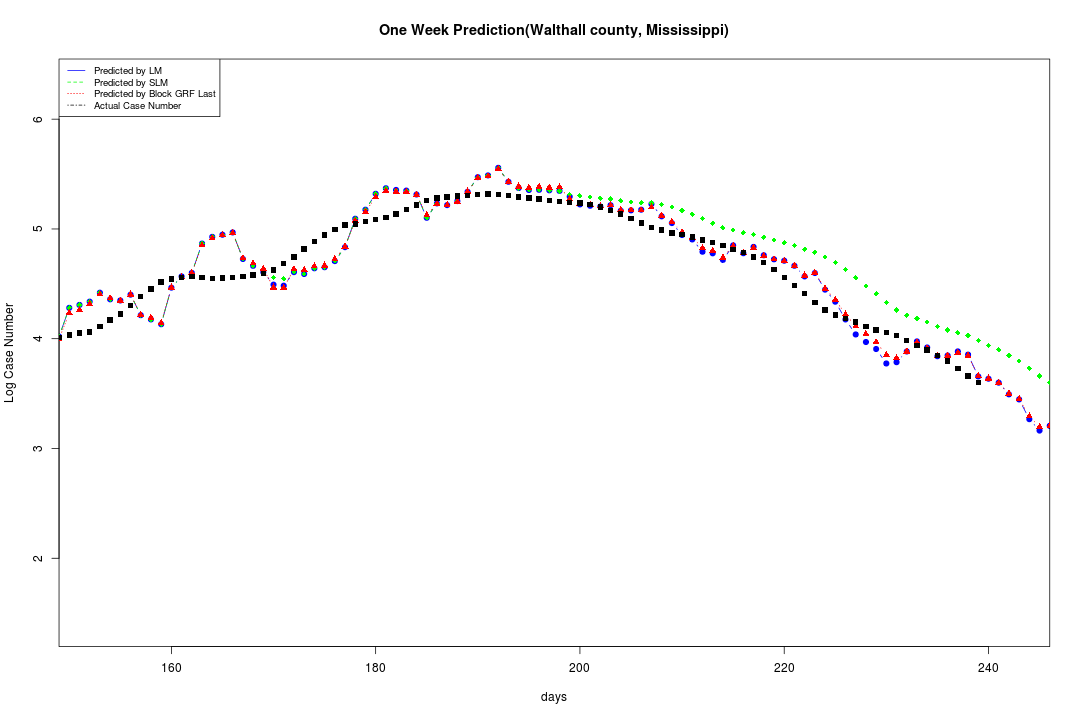 One Week Prediction(Walthall county, Mississippi)
Predicted by LM
Predicted by SLM
Predicted by Block GRF Last
Actual Case Number
6
5
4
3
2
Log Case Number
160 180 200 220 240
days